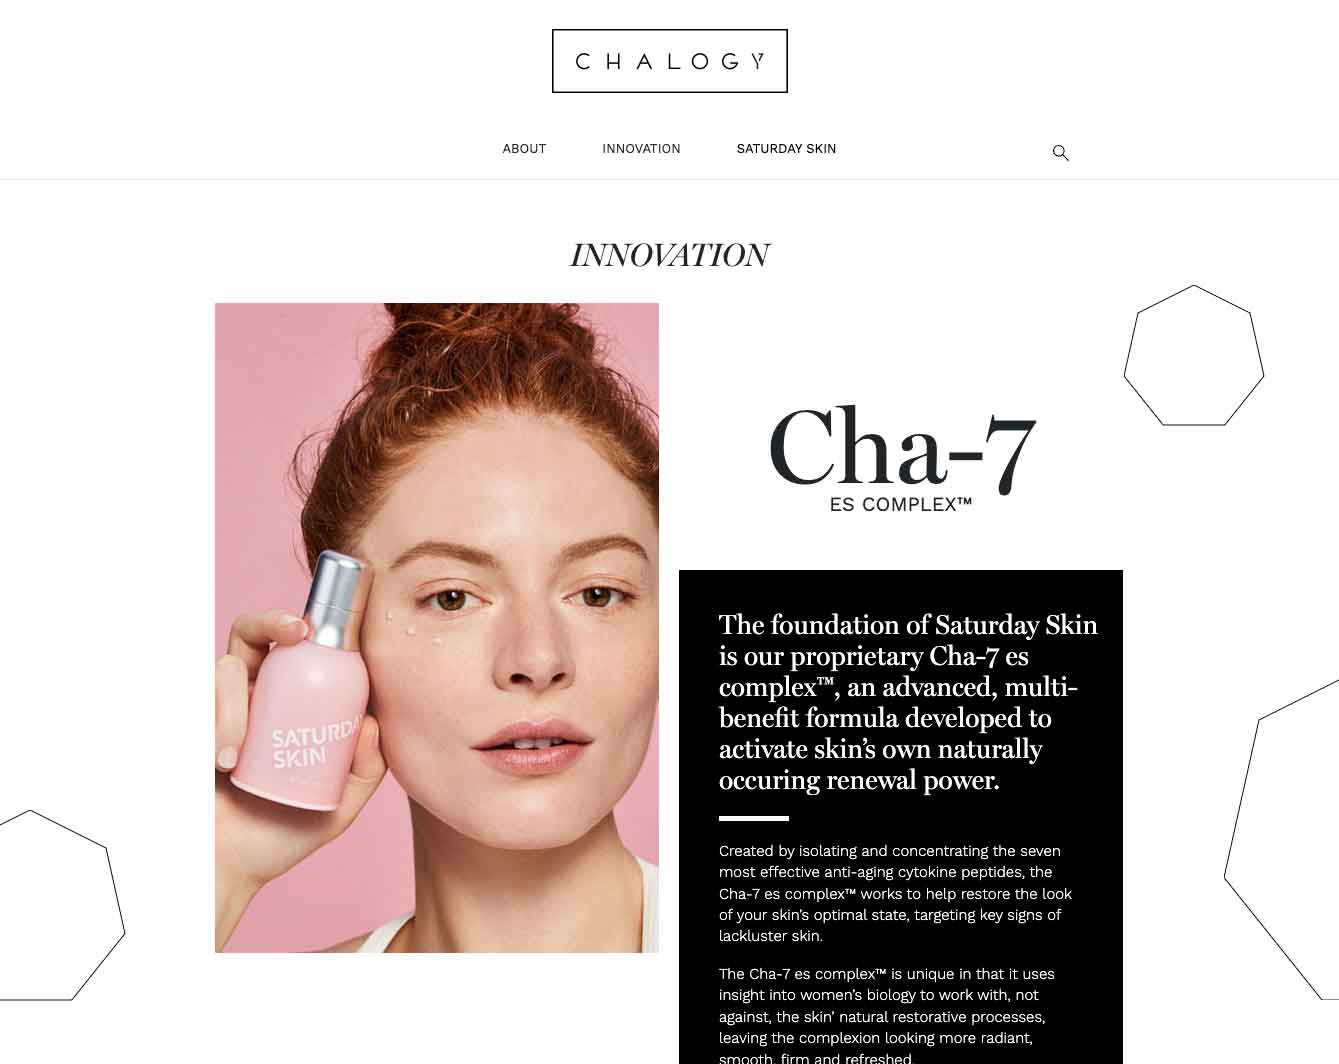 CHALOGY
ABOUT INNOVATION SATURDAY SKIN
INNOVATION
SATURDAY
SKIN
Cha-7
ES COMPLEX™
The foundation of Saturday Skin
is our proprietary Cha-7 es
complex™, an advanced, multi-
benefit formula developed to
activate skin’s own naturally
occuring renewal power.
Created by isolating and concentrating the seven
most effective anti-aging cytokine peptides, the
Cha-7 es complex™ works to help restore the look
of your skin’s optimal state, targeting key signs of
lackluster skin.
The Cha-7 es complex™ is unique in that it uses
insight into women’s biology to work with, not
against, the skin’ natural restorative processes,
leaving the complexion looking more radiant,
smooth, firm and refreshed.